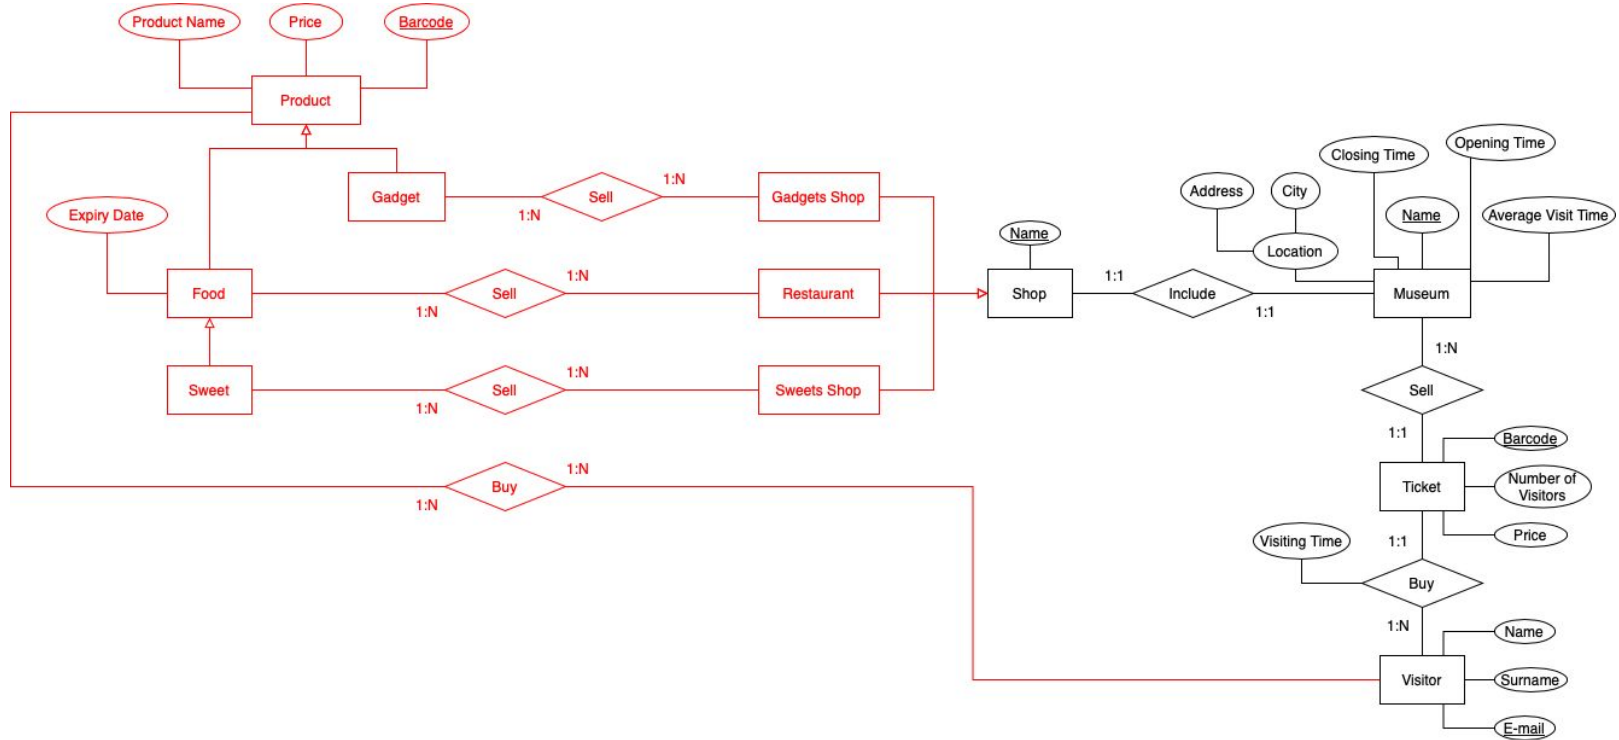 Product Name
Price
Barcode
Product
Opening Time
Closing Time
Gadget
1:N
Sell
1:N
Gadgets Shop
Address
City
Name
Average Visit Time
Expiry Date
Name
Location
Food
1:N
Sell
1:N
Restaurant
Shop
1:1
Include
1:1
Museum
1:N
Sweet
1:N
Sell
1:N
Sweets Shop
Sell
1:1
Barcode
1:N
Buy
1:N
Ticket
Number of
Visitors
Price
Visiting Time
1:1
Buy
1:N
Name
Visitor
Surname
E-mail